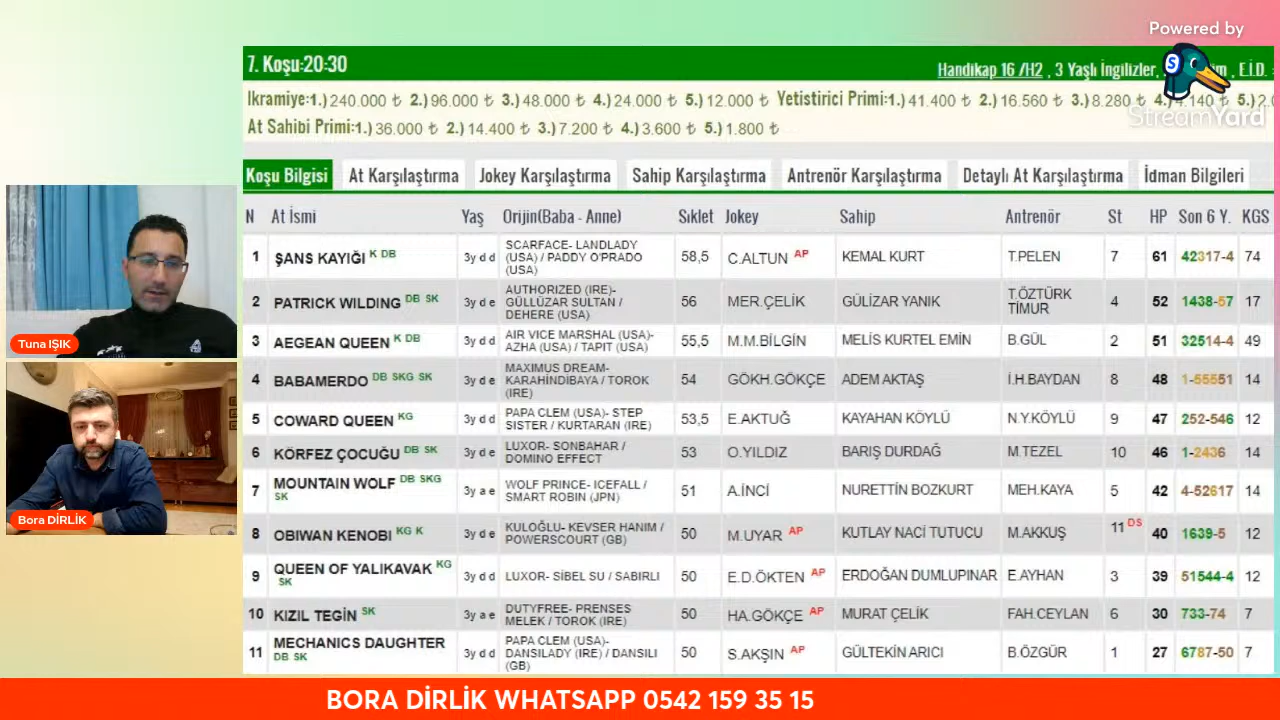 Powered by
StreamYard
7. Koşu:20:30
Handikap 16 /H2 , 3 Yaşlı İngilizler, E.İ.D.
İkramiye:1.) 240.000 ₺ 2.) 96.000 ₺ 3.) 48.000 ₺ 4.) 24.000 ₺ 5.) 12.000 ₺ Yetistirici Primi:1.) 41.400 ₺ 2.) 16.560 ₺ 3.) 8.280 ₺ 4.) 4.140 ₺ 5.)
At Sahibi Primi:1.) 36.000 ₺ 2.) 14.400 ₺ 3.) 7.200 ₺ 4.) 3.600 ₺ 5.) 1.800 ₺
Koşu Bilgisi At Karşılaştırma Jokey Karşılaştırma Sahip Karşılaştırma Antrenör Karşılaştırma Detaylı At Karşılaştırma İdman Bilgileri
N At İsmi Yaş Orijin(Baba - Anne) Sıklet Jokey Sahip Antrenör St HP Son 6 Y. KGS
1 ŞANS KAYIĞI K DB 3y d d SCARFACE- LANDLADY (USA) / PADDY O'PRADO (USA) 58,5 C.ALTUN AP KEMAL KURT T.PELEN 7 61 42317-4 74
2 PATRICK WILDING DB SK 3y d e AUTHORIZED (IRE)- GÜLLÜZAR SULTAN / DEHERE (USA) 56 MER.ÇELİK GÜLİZAR YANIK T.ÖZTÜRK TİMUR 4 52 1438-57 17
3 AEGEAN QUEEN K DB 3y d d AIR VICE MARSHAL (USA)- AZHA (USA) / TAPIT (USA) 55,5 M.M.BİLGİN MELİS KURTEL EMİN B.GÜL 2 51 32514-4 49
4 BABAMERDO DB SKG SK 3y d e MAXIMUS DREAM- KARAHİNDİBAYA / TOROK (IRE) 54 GÖKH.GÖKÇE ADEM AKTAŞ İ.H.BAYDAN 8 48 1-55551 14
5 COWARD QUEEN KG 3y d d PAPA CLEM (USA)- STEP SISTER / KURTARAN (IRE) 53,5 E.AKTUĞ KAYAHAN KÖYLÜ N.Y.KÖYLÜ 9 47 252-546 12
6 KÖRFEZ ÇOCUĞU DB SK 3y d e LUXOR- SONBAHAR / DOMINO EFFECT 53 O.YILDIZ BARIŞ DURDAĞ M.TEZEL 10 46 1-2436 14
7 MOUNTAIN WOLF DB SKG SK 3y a e WOLF PRINCE- ICEFALL / SMART ROBIN (JPN) 51 A.İNCİ NURETTİN BOZKURT MEH.KAYA 5 42 4-52617 14
8 OBIWAN KENOBI KG K 3y d e KULOĞLU- KEVSER HANIM / POWERSCOURT (GB) 50 M.UYAR AP KUTLAY NACİ TUTUCU M.AKKUŞ 11 DS 40 1639-5 12
9 QUEEN OF YALIKAVAK KG SK 3y d d LUXOR- SİBEL SU / SABIRLI 50 E.D.ÖKTEN AP ERDOĞAN DUMLUPINAR E.AYHAN 3 39 51544-4 12
10 KIZIL TEGİN SK 3y a e DUTYFREE- PRENSES MELEK / TOROK (IRE) 50 HA.GÖKÇE AP MURAT ÇELİK FAH.CEYLAN 6 30 733-74 7
11 MECHANICS DAUGHTER DB SK 3y d d PAPA CLEM (USA)- DANSILADY (IRE) / DANSILI (GB) 50 S.AKŞIN AP GÜLTEKİN ARICI B.ÖZGÜR 1 27 6787-50 7
Tuna IŞIK
Bora DİRLİK
BORA DİRLİK WHATSAPP 0542 159 35 15